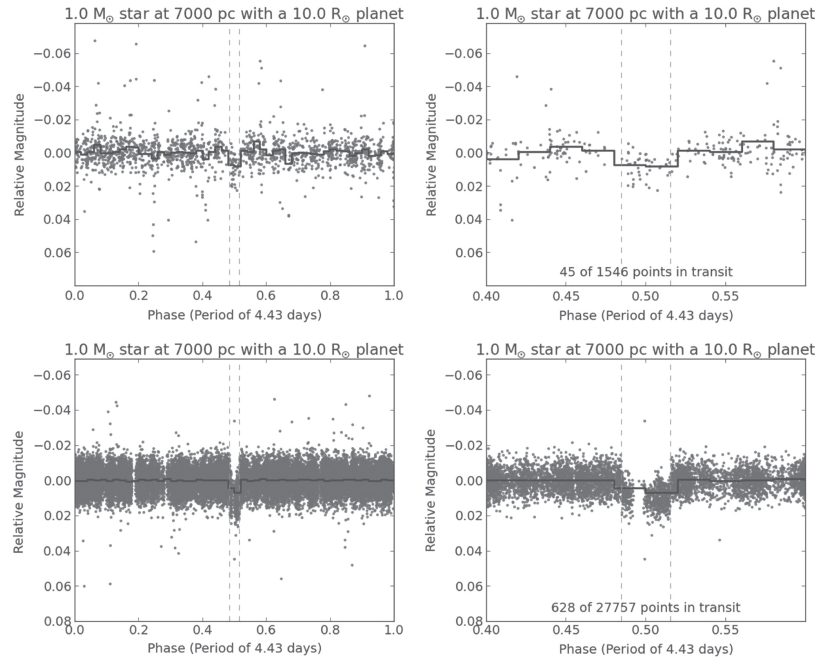 1.0 M⊙ star at 7000 pc with a 10.0 R⊙ planet
−0.06
−0.04
−0.02
0.00
0.02
0.04
0.06
Relative Magnitude
0.0 0.2 0.4 0.6 0.8 1.0
Phase (Period of 4.43 days)
1.0 M⊙ star at 7000 pc with a 10.0 R⊙ planet
−0.06
−0.04
−0.02
0.00
0.02
0.04
0.06
Relative Magnitude
45 of 1546 points in transit
0.40 0.45 0.50 0.55
Phase (Period of 4.43 days)
1.0 M⊙ star at 7000 pc with a 10.0 R⊙ planet
−0.06
−0.04
−0.02
0.00
0.02
0.04
0.06
0.08
Relative Magnitude
0.0 0.2 0.4 0.6 0.8 1.0
Phase (Period of 4.43 days)
1.0 M⊙ star at 7000 pc with a 10.0 R⊙ planet
−0.06
−0.04
−0.02
0.00
0.02
0.04
0.06
0.08
Relative Magnitude
628 of 27757 points in transit
0.40 0.45 0.50 0.55
Phase (Period of 4.43 days)